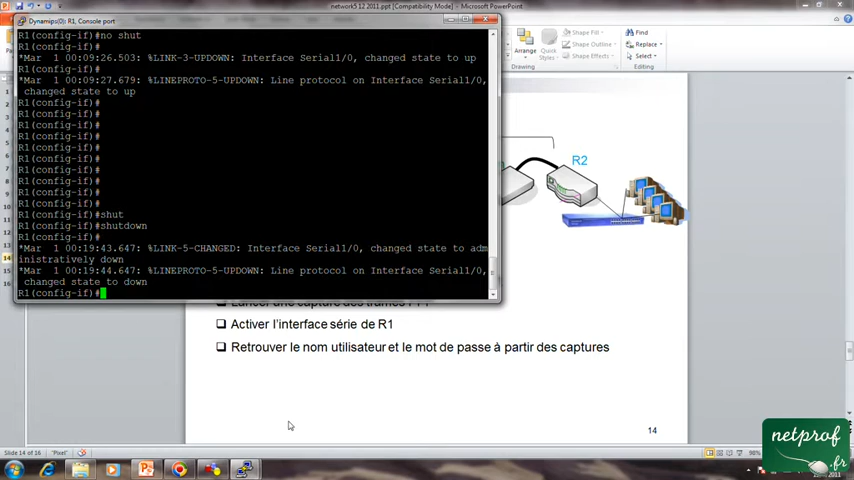 network5 12 2011.ppt [Compatibility Mode] - Microsoft PowerPoint
Dynamips(0): R1, Console port
R1(config-if)#no shut
R1(config-if)#
*Mar  1 00:09:26.503: %LINK-3-UPDOWN: Interface Serial1/0, changed state to up
R1(config-if)#
*Mar  1 00:09:27.679: %LINEPROTO-5-UPDOWN: Line protocol on Interface Serial1/0,
changed state to up
R1(config-if)#
R1(config-if)#
R1(config-if)#
R1(config-if)#
R1(config-if)#
R1(config-if)#
R1(config-if)#
R1(config-if)#
R1(config-if)#
R1(config-if)#
R1(config-if)#shut
R1(config-if)#shutdown
R1(config-if)#
*Mar  1 00:19:43.647: %LINK-5-CHANGED: Interface Serial1/0, changed state to adm
inistratively down
*Mar  1 00:19:44.647: %LINEPROTO-5-UPDOWN: Line protocol on Interface Serial1/0,
changed state to down
R1(config-if)#
Arrange
Quick
Styles
Shape Fill
Shape Outline
Shape Effects
Drawing
Find
Replace
Select
Editing
R2
Activer l'interface série de R1
Retrouver le nom utilisateur et le mot de passe à partir des captures
14
Slide 14 of 16
"Pixel"
98%
netprof
.fr